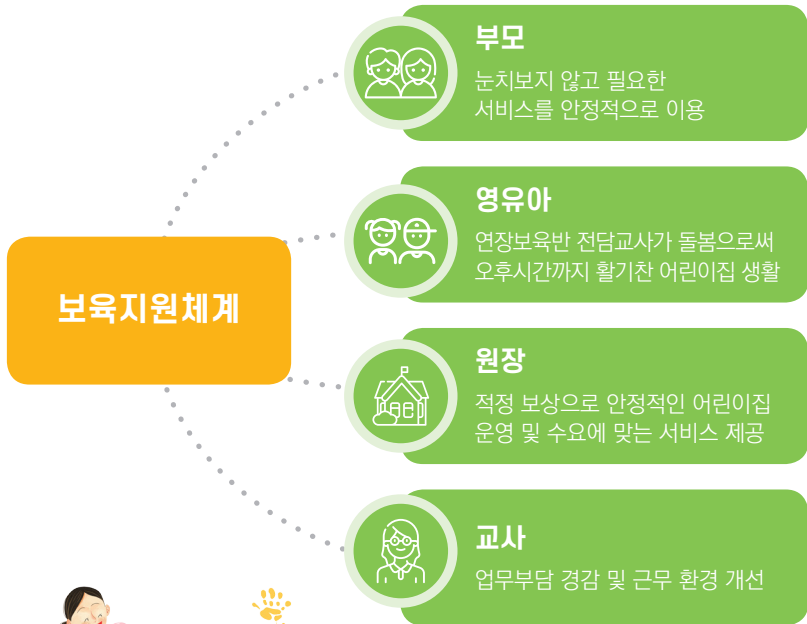 부모
눈치보지 않고 필요한
서비스를 안정적으로 이용
영유아
연장보육반 전담교사가 돌봄으로써
오후시간까지 활기찬 어린이집 생활
보육지원체계
원장
적정 보상으로 안정적인 어린이집
운영 및 수요에 맞는 서비스 제공
교사
업무부담 경감 및 근무 환경 개선